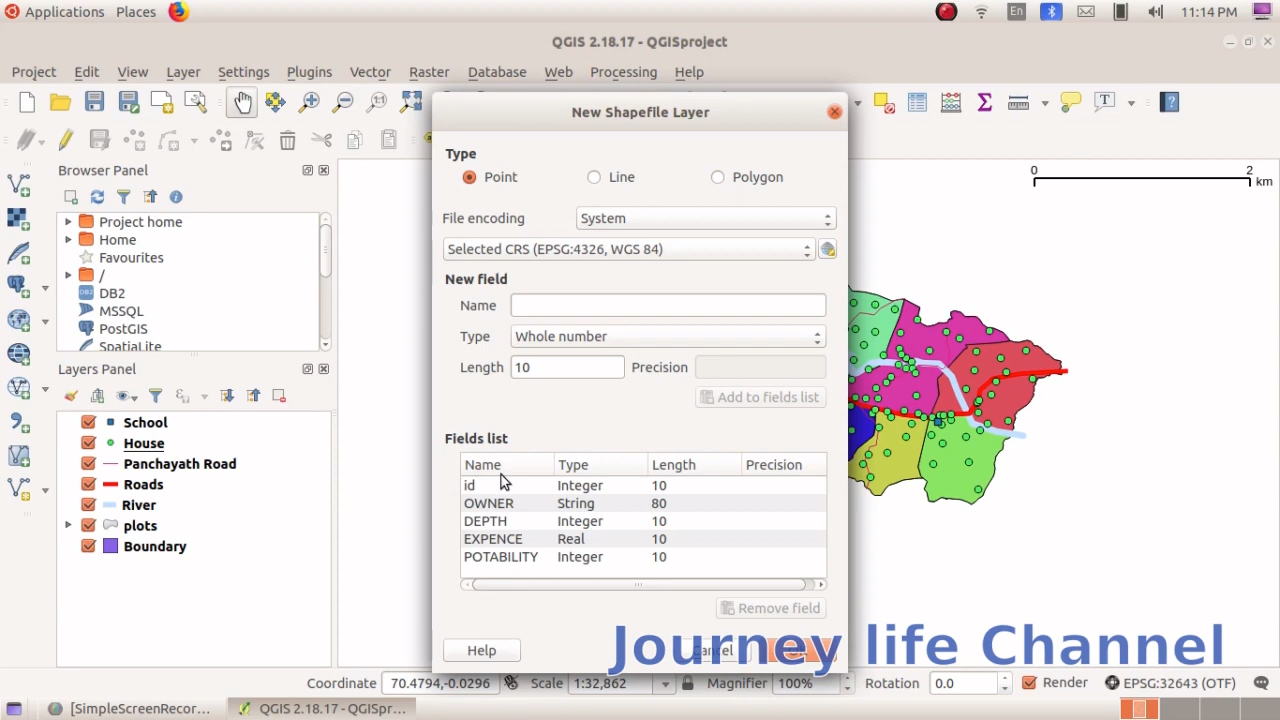 Applications Places En 11:14 PM
QGIS 2.18.17 - QGISproject
Project Edit View Layer Settings Plugins Vector Raster Database Web Processing Help
New Shapefile Layer
Type
Point Line Polygon
File encoding System
Selected CRS (EPSG:4326, WGS 84)
New field
Name
Type Whole number
Length 10 Precision
Add to fields list
Fields list
Name Type Length Precision
id Integer 10
OWNER String 80
DEPTH Integer 10
EXPENCE Real 10
POTABILITY Integer 10
Remove field
Help Cancel
Browser Panel
Project home
Home
Favourites
/
DB2
MSSQL
PostGIS
SpatiaLite
Layers Panel
School
House
Panchayath Road
Roads
River
plots
Boundary
0 2
km
Journey life Channel
Coordinate 70.4794,-0.0296 Scale 1:32,862 Magnifier 100% Rotation 0.0 Render EPSG:32643 (OTF)
[SimpleScreenRecor... QGIS 2.18.17 - QGISpr...